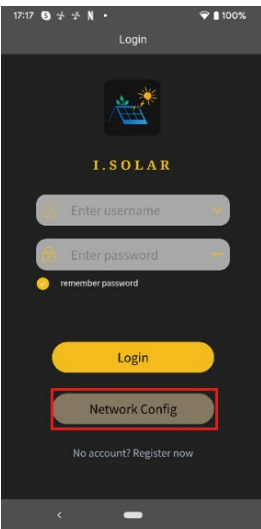 17:17 100%
Login
I.SOLAR
Enter username
Enter password
remember password
Login
Network Config
No account? Register now